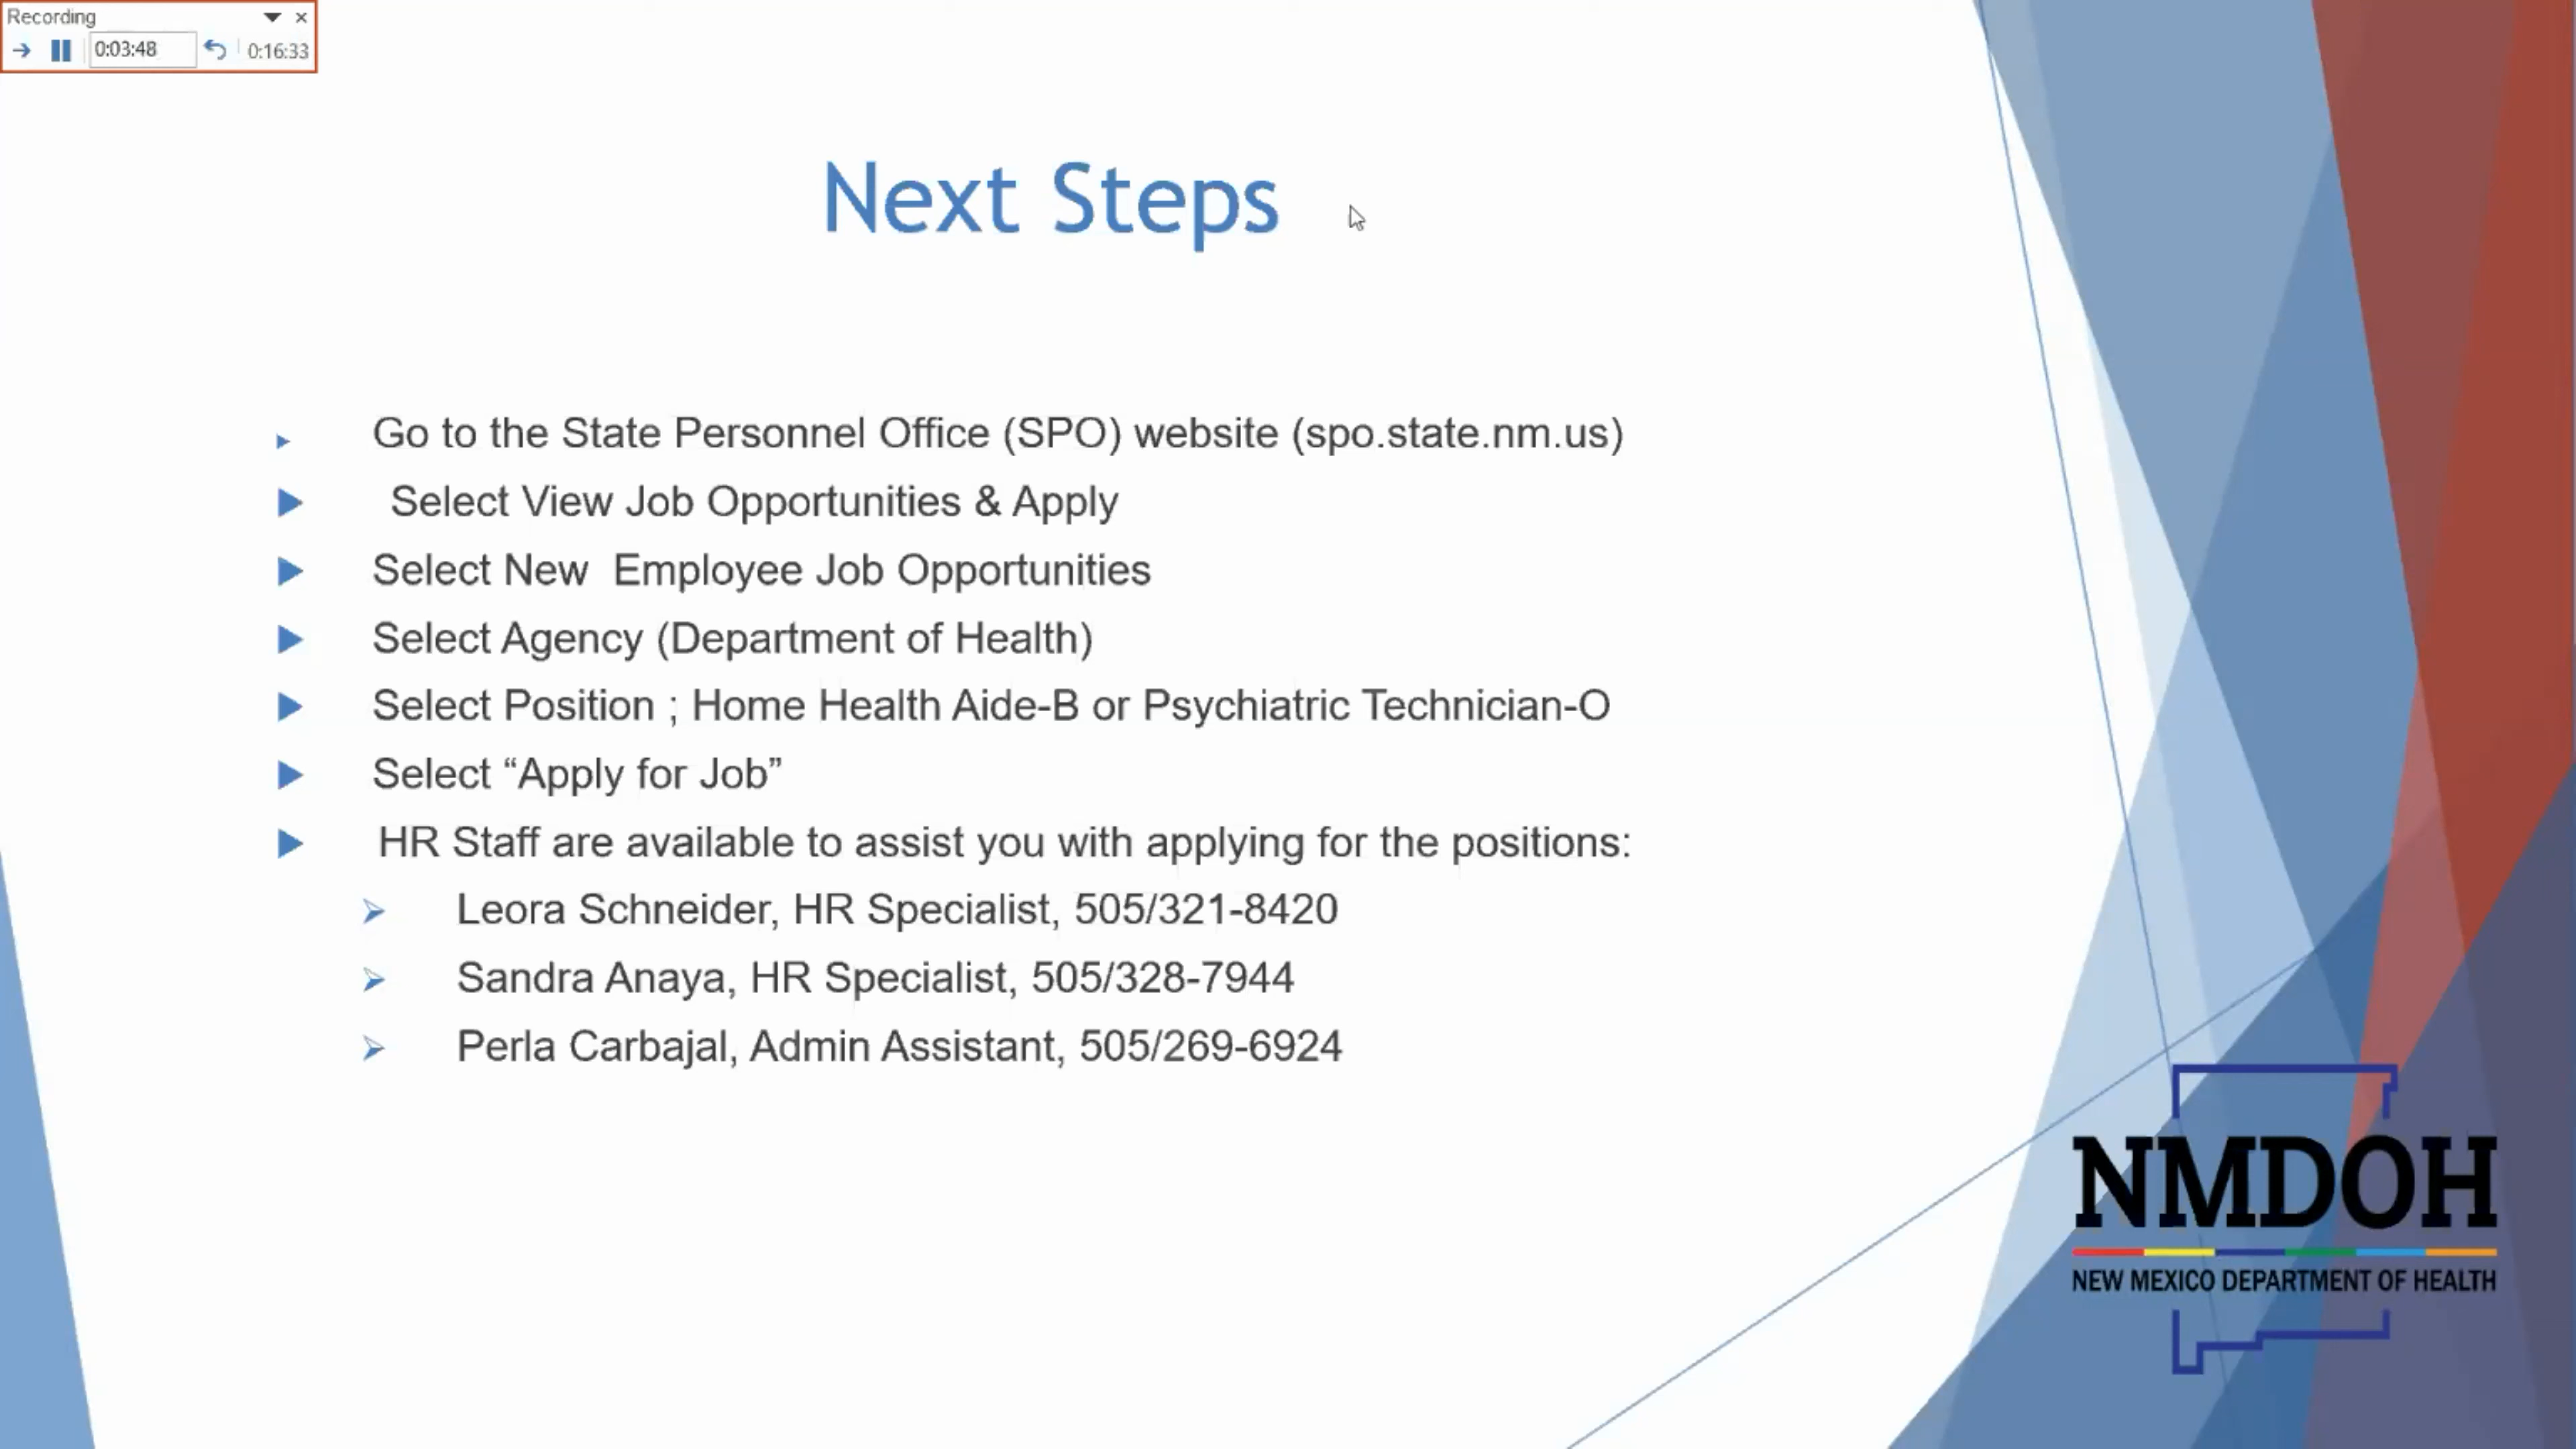 Recording
0:03:48 0:16:33
Next Steps
Go to the State Personnel Office (SPO) website (spo.state.nm.us)
Select View Job Opportunities & Apply
Select New  Employee Job Opportunities
Select Agency (Department of Health)
Select Position ; Home Health Aide-B or Psychiatric Technician-O
Select “Apply for Job”
HR Staff are available to assist you with applying for the positions:
Leora Schneider, HR Specialist, 505/321-8420
Sandra Anaya, HR Specialist, 505/328-7944
Perla Carbajal, Admin Assistant, 505/269-6924
NMDOH
NEW MEXICO DEPARTMENT OF HEALTH